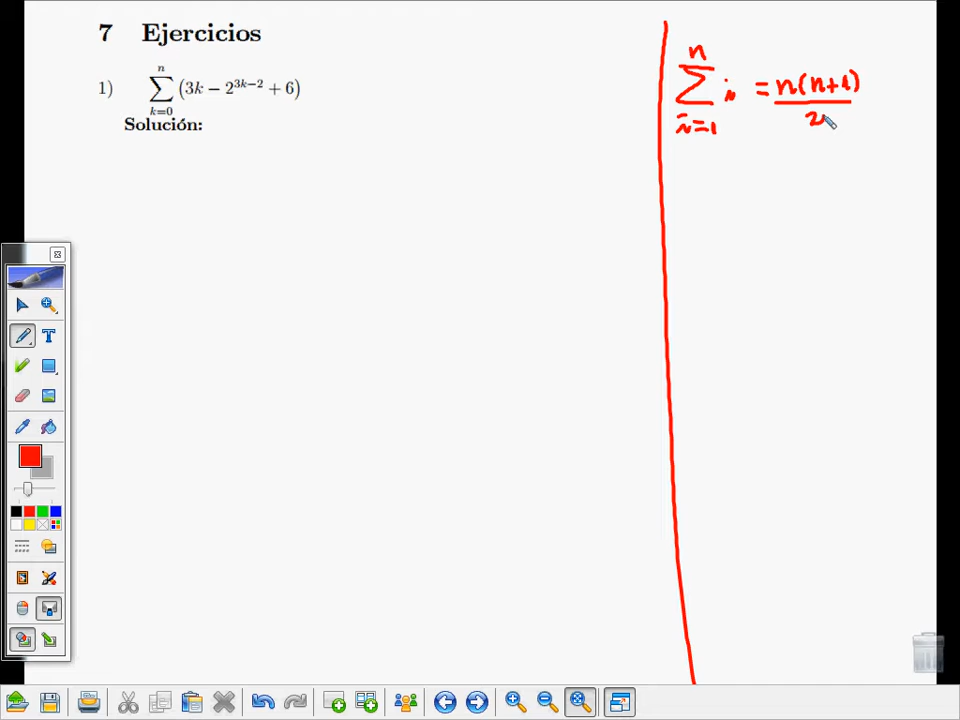 7 Ejercicios
1) \sum_{k=0}^{n} (3k − 2^{3k−2} + 6)
Solución:
\sum_{i=1}^{n} i = \frac{n(n+1)}{2}